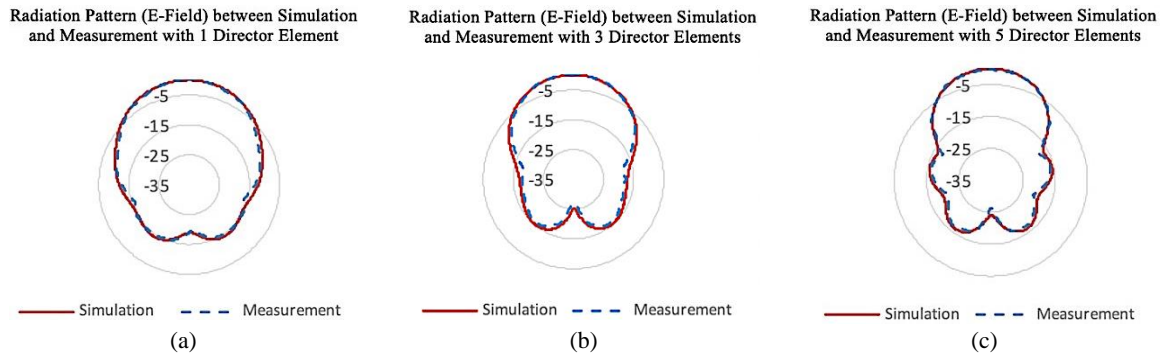 Radiation Pattern (E-Field) between Simulation
and Measurement with 1 Director Element
-5
-15
-25
-35
Simulation
Measurement
(a)
Radiation Pattern (E-Field) between Simulation
and Measurement with 3 Director Elements
-5
-15
-25
-35
Simulation
Measurement
(b)
Radiation Pattern (E-Field) between Simulation
and Measurement with 5 Director Elements
-5
-15
-25
-35
Simulation
Measurement
(c)